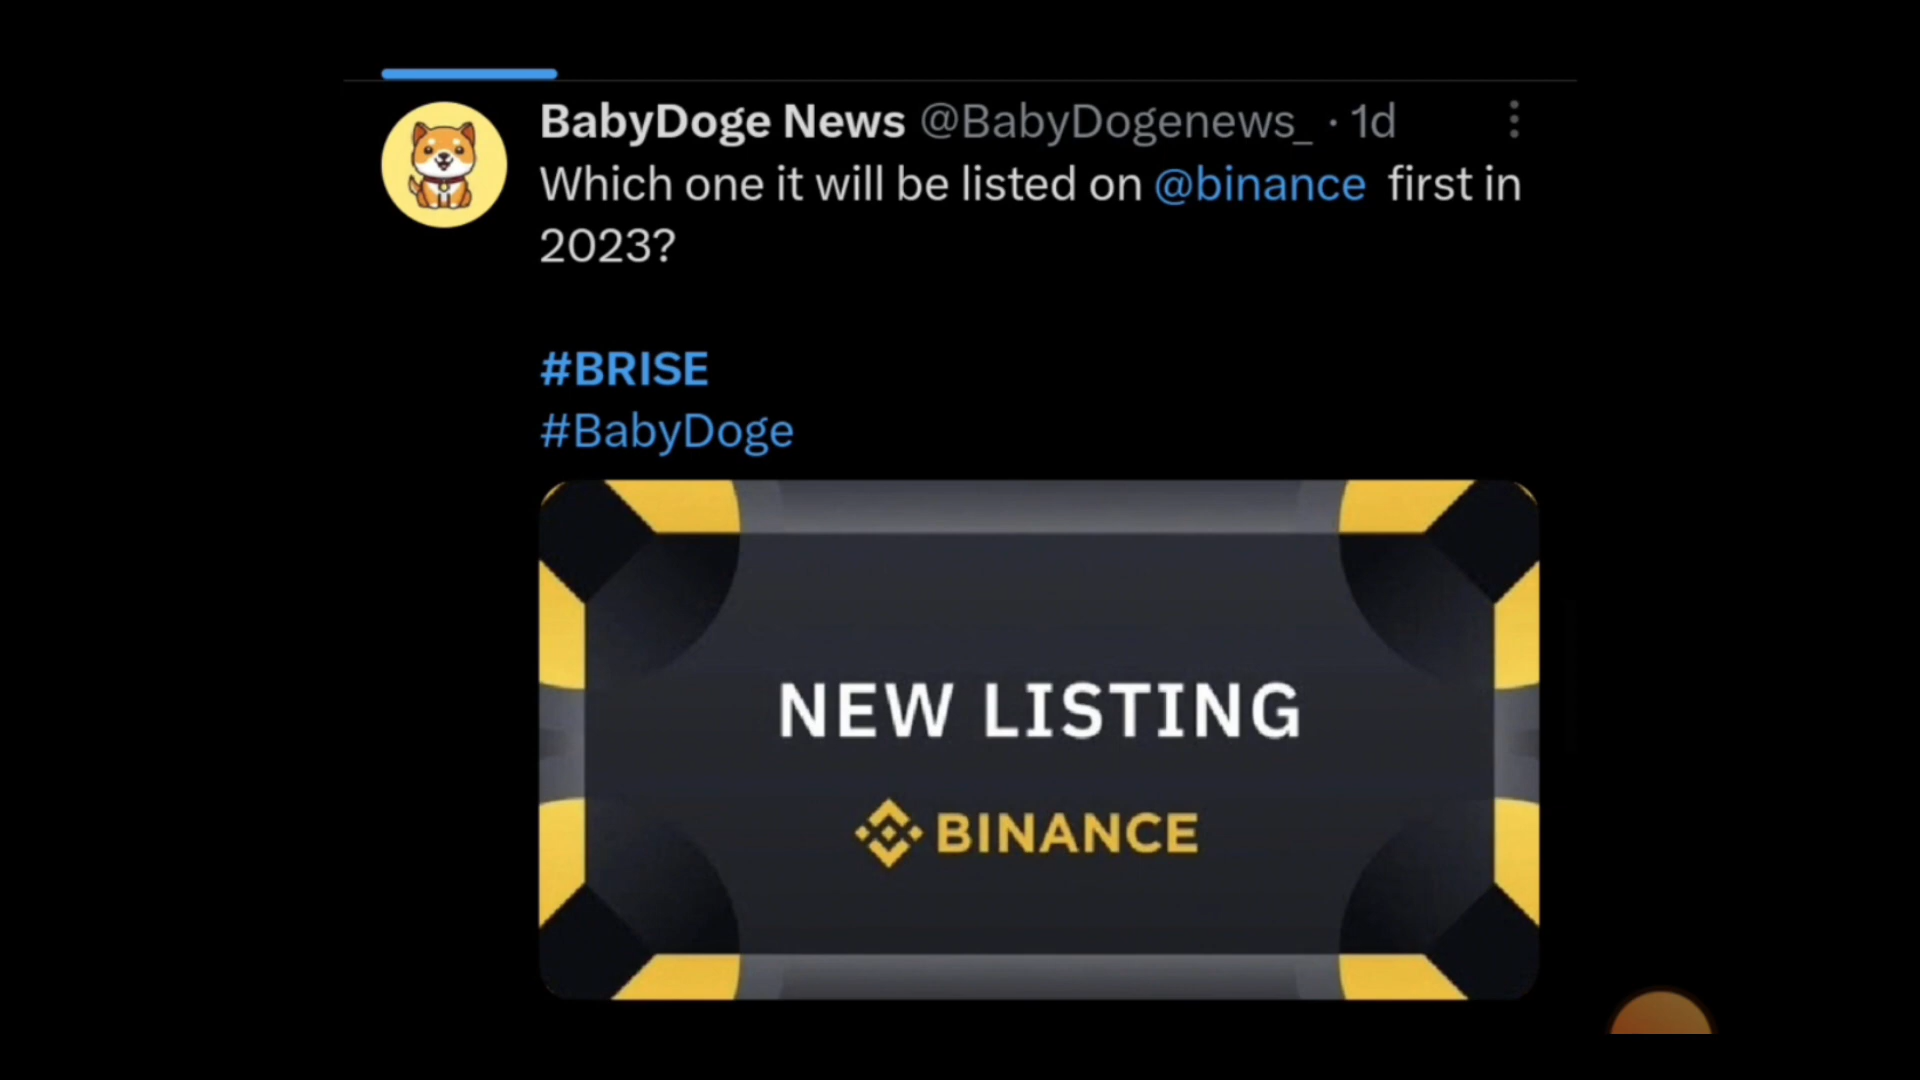 BabyDoge News @BabyDogenews_ · 1d
Which one it will be listed on @binance first in
2023?
#BRISE
#BabyDoge
NEW LISTING
BINANCE